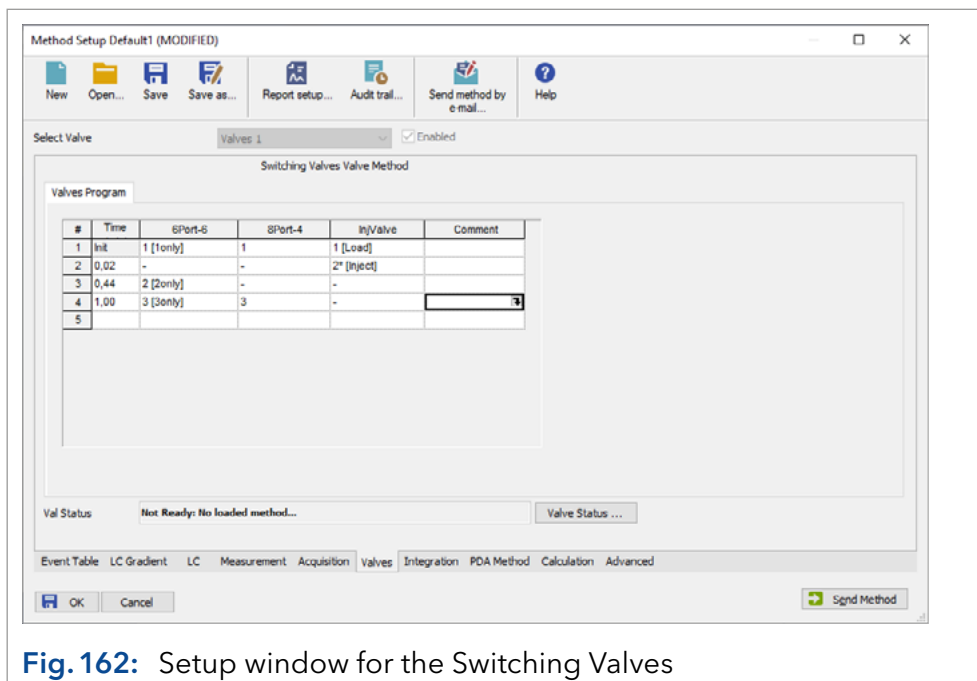 Method Setup Default1 (MODIFIED)
New Open... Save Save as... Report setup... Audit trail... Send method by e-mail... Help
Select Valve Valves 1 Enabled
Switching Valves Valve Method
Valves Program
# Time 6Port-6 8Port-4 InjValve Comment
1 Init 1 [1only] 1 1 [Load]
2 0,02 - - 2* [Inject]
3 0,44 2 [2only] - -
4 1,00 3 [3only] 3 -
5
Val Status Not Ready: No loaded method... Valve Status ...
Event Table LC Gradient LC Measurement Acquisition Valves Integration PDA Method Calculation Advanced
OK Cancel Send Method
Fig. 162: Setup window for the Switching Valves